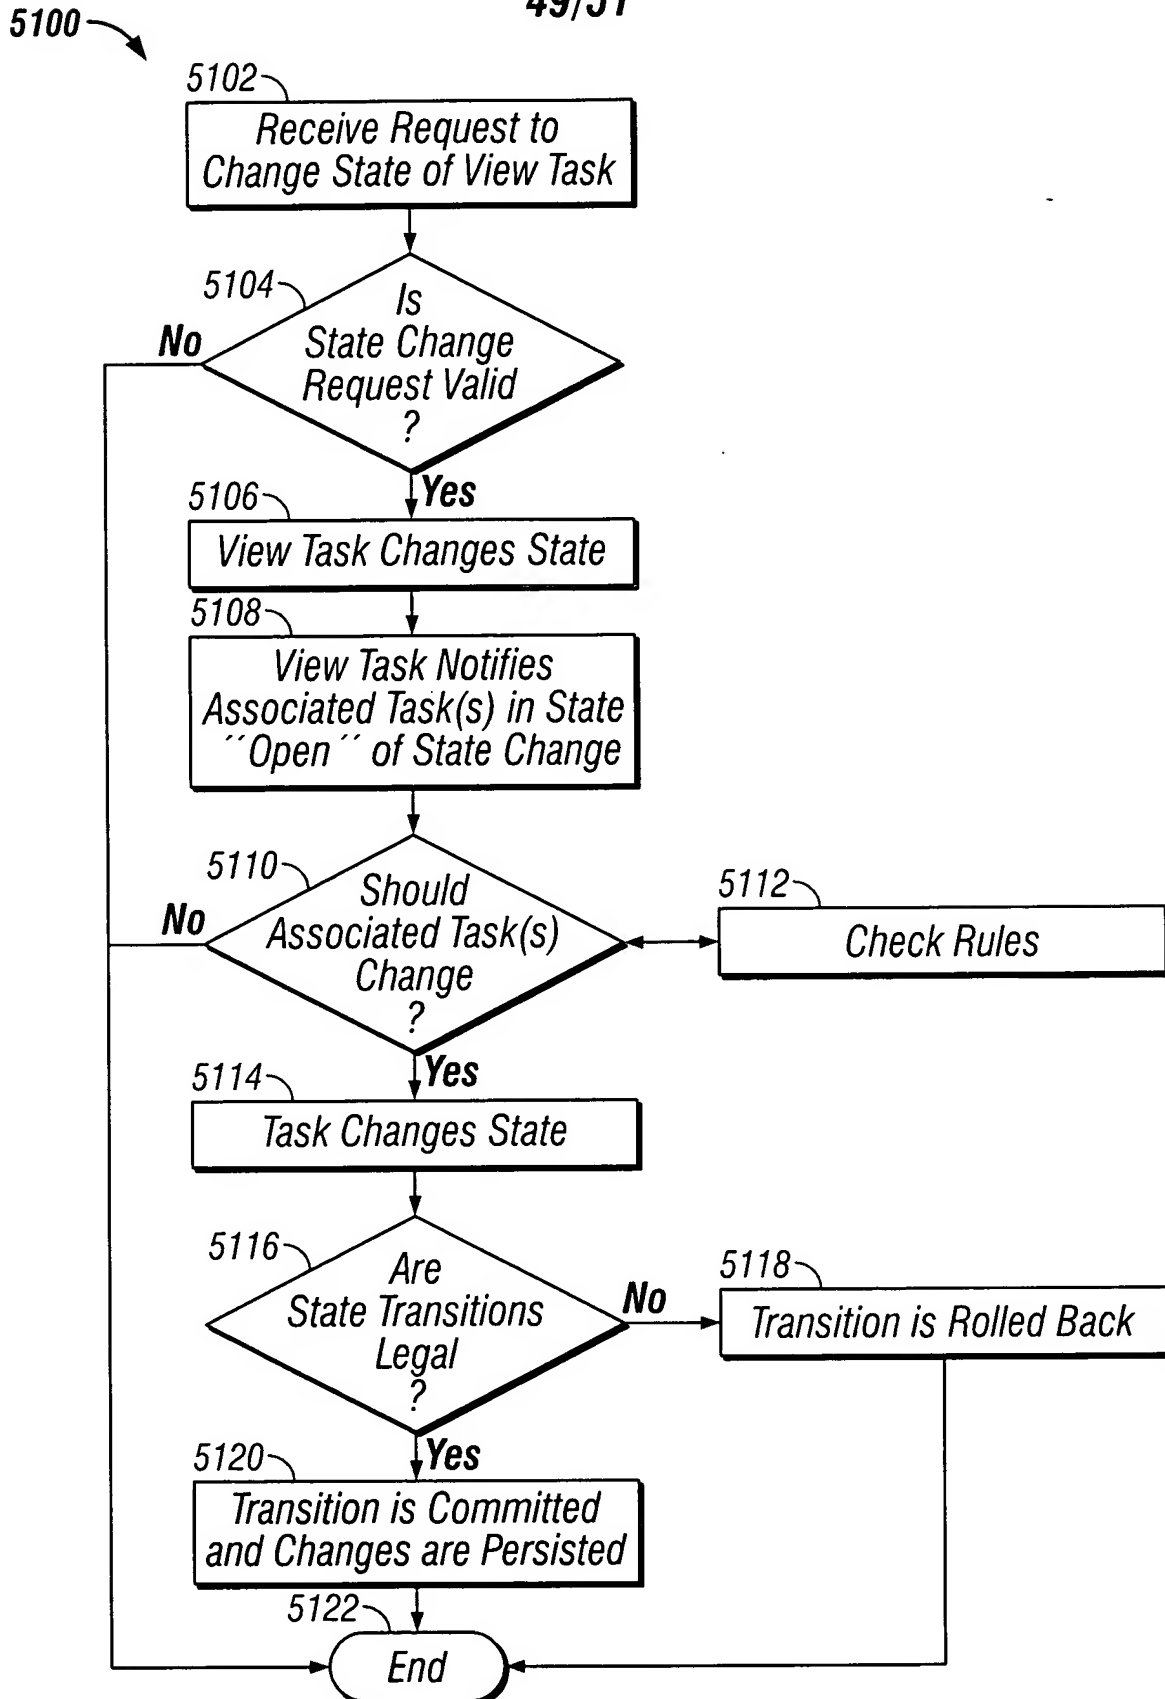 49/51
5100
5102
Receive Request to
Change State of View Task
5104
Is
State Change
Request Valid
?
No
Yes
5106
View Task Changes State
5108
View Task Notifies
Associated Task(s) in State
´´Open´´ of State Change
5110
Should
Associated Task(s)
Change
?
No
5112
Check Rules
Yes
5114
Task Changes State
5116
Are
State Transitions
Legal
?
No
5118
Transition is Rolled Back
Yes
5120
Transition is Committed
and Changes are Persisted
5122
End